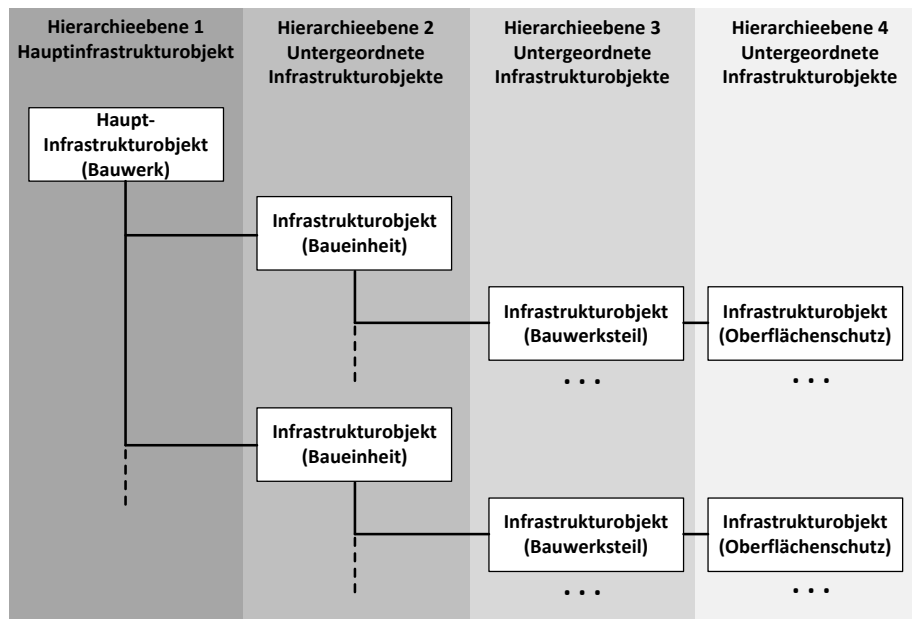 Hierarchieebene 1
Hauptinfrastrukturobjekt
Hierarchieebene 2
Untergeordnete
Infrastrukturobjekte
Hierarchieebene 3
Untergeordnete
Infrastrukturobjekte
Hierarchieebene 4
Untergeordnete
Infrastrukturobjekte
Haupt-
Infrastrukturobjekt
(Bauwerk)
Infrastrukturobjekt
(Baueinheit)
Infrastrukturobjekt
(Bauwerksteil)
. . .
Infrastrukturobjekt
(Oberflächenschutz)
. . .
Infrastrukturobjekt
(Baueinheit)
Infrastrukturobjekt
(Bauwerksteil)
. . .
Infrastrukturobjekt
(Oberflächenschutz)
. . .